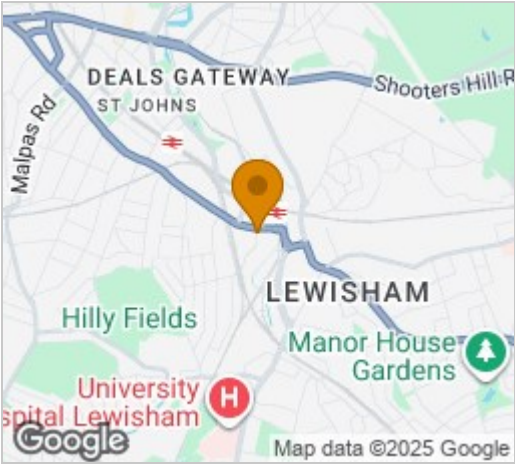 DEALS GATEWAY
ST JOHNS
Shooters Hill R
Malpas Rd
LEWISHAM
Hilly Fields
Manor House
Gardens
University
spital Lewisham
H
Google
Map data ©2025 Google